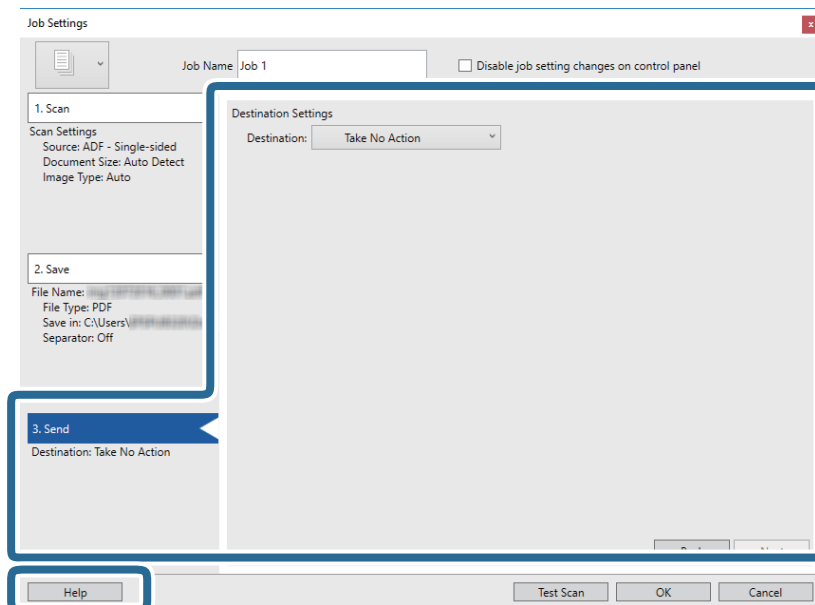 Job Settings
x
Job Name Job 1
Disable job setting changes on control panel
1. Scan
Scan Settings
Source: ADF - Single-sided
Document Size: Auto Detect
Image Type: Auto
2. Save
File Name:
File Type: PDF
Save in: C:\Users\
Separator: Off
3. Send
Destination: Take No Action
Destination Settings
Destination: Take No Action
Help
Test Scan
OK
Cancel